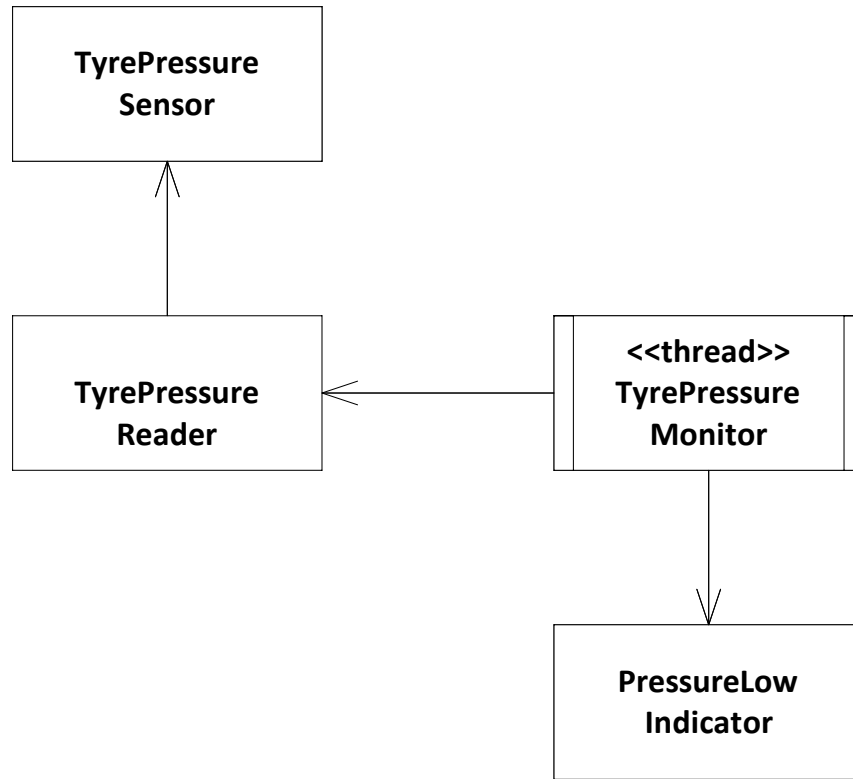 TyrePressure
Sensor
TyrePressure
Reader
<<thread>>
TyrePressure
Monitor
PressureLow
Indicator